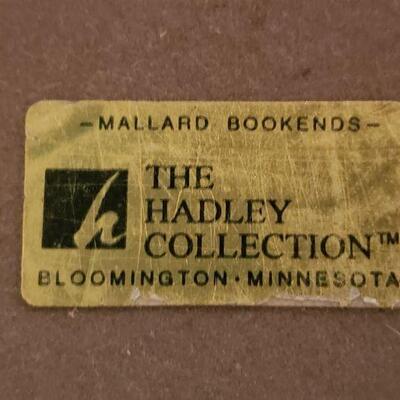 -MALLARD BOOKENDS-
h
THE
HADLEY
COLLECTION™
BLOOMINGTON·MINNESOTA